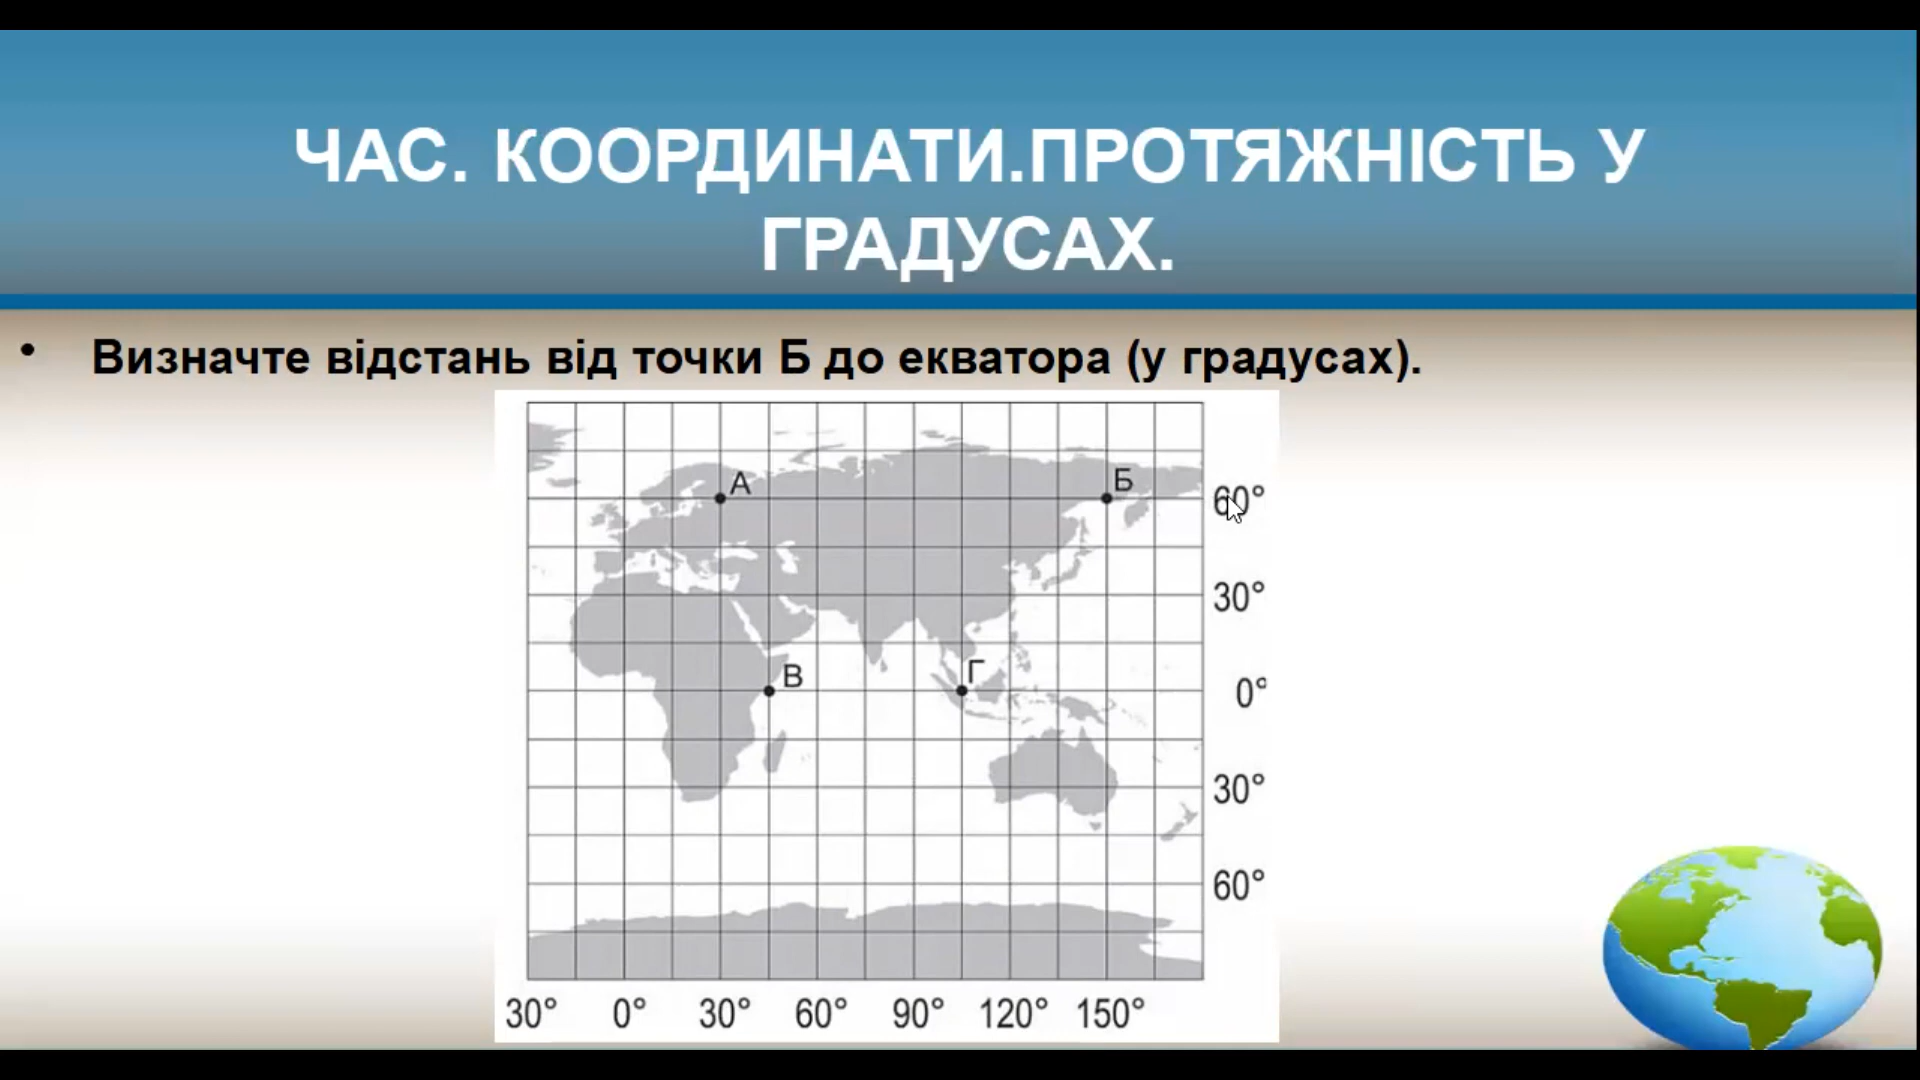 ЧАС. КООРДИНАТИ.ПРОТЯЖНІСТЬ У
ГРАДУСАХ.
• Визначте відстань від точки Б до екватора (у градусах).
А
Б
60°
30°
В
Г
0°
30°
60°
30° 0° 30° 60° 90° 120° 150°